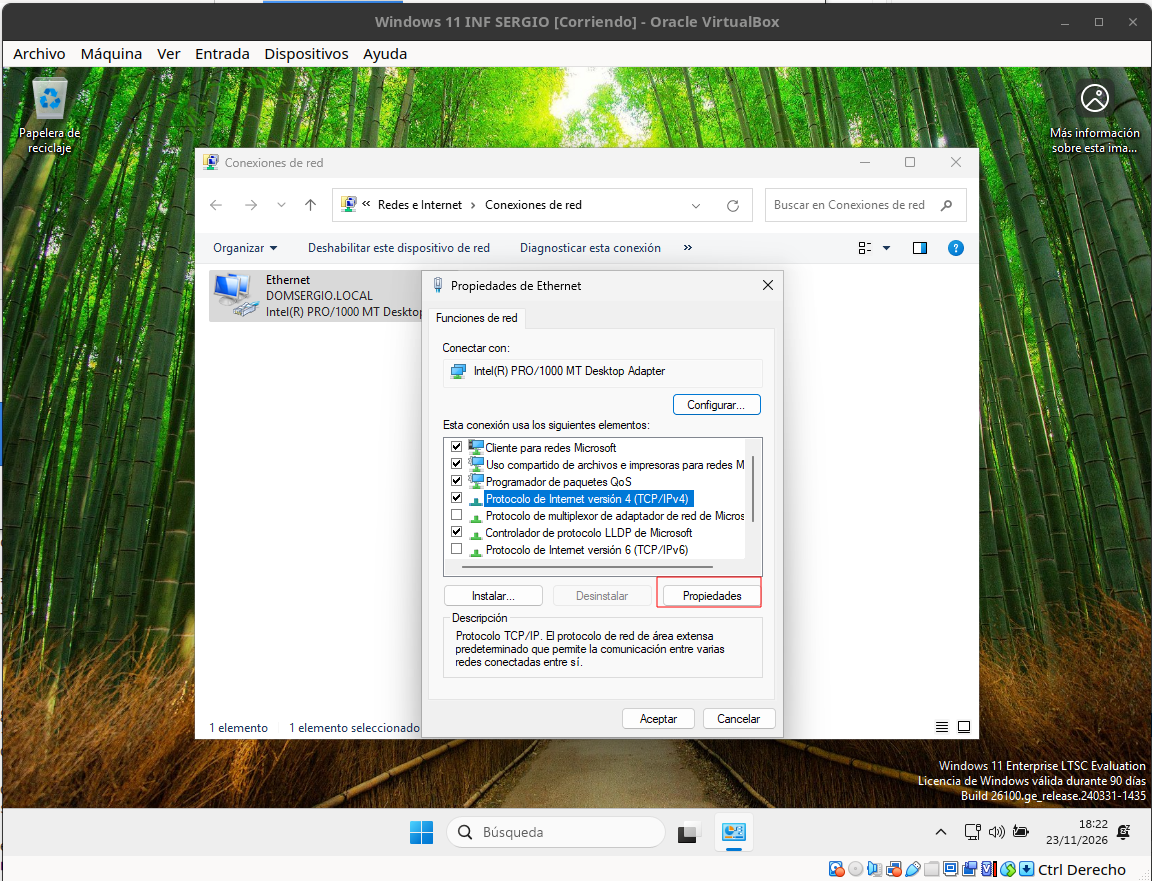 Windows 11 INF SERGIO [Corriendo] - Oracle VirtualBox
Archivo Máquina Ver Entrada Dispositivos Ayuda
Papelera de
reciclaje
Más información
sobre esta ima...
Conexiones de red
« Redes e Internet › Conexiones de red
Buscar en Conexiones de red
Organizar Deshabilitar este dispositivo de red Diagnosticar esta conexión »
Ethernet
DOMSERGIO.LOCAL
Intel(R) PRO/1000 MT Desktop
Propiedades de Ethernet
Funciones de red
Conectar con:
Intel(R) PRO/1000 MT Desktop Adapter
Configurar...
Esta conexión usa los siguientes elementos:
Cliente para redes Microsoft
Uso compartido de archivos e impresoras para redes M
Programador de paquetes QoS
Protocolo de Internet versión 4 (TCP/IPv4)
Protocolo de multiplexor de adaptador de red de Micros
Controlador de protocolo LLDP de Microsoft
Protocolo de Internet versión 6 (TCP/IPv6)
Instalar... Desinstalar Propiedades
Descripción
Protocolo TCP/IP. El protocolo de red de área extensa
predeterminado que permite la comunicación entre varias
redes conectadas entre sí.
Aceptar Cancelar
1 elemento 1 elemento seleccionado
Windows 11 Enterprise LTSC Evaluation
Licencia de Windows válida durante 90 días
Build 26100.ge_release.240331-1435
Búsqueda
18:22
23/11/2026
Ctrl Derecho